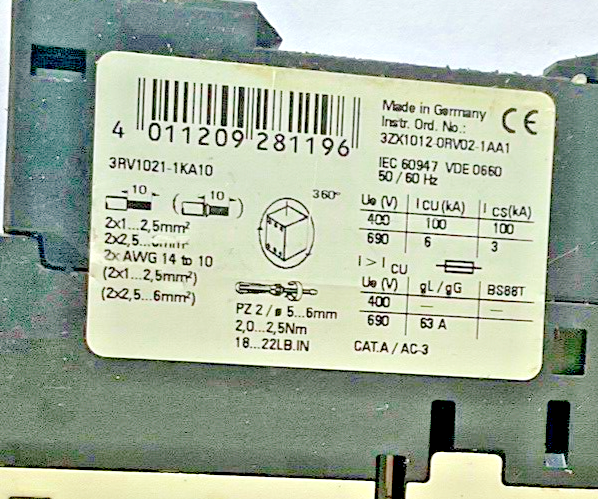 4 011209 281196
Made in Germany
Instr. Ord. No.:
3ZX1012-0RV02-1AA1
CE
3RV1021-1KA10
IEC 60947 VDE 0660
50 / 60 Hz
10 ( 10 )
360°
2x1...2,5mm²
2x2,5...6mm²
2x AWG 14 to 10
(2x1...2,5mm²)
(2x2,5...6mm²)
PZ 2 / ø 5...6mm
2,0...2,5Nm
18...22LB.IN
Ue (V) ICU(kA) ICS(kA)
400 100 100
690 6 3
I > ICU
Ue (V) gL/gG BS88T
400 — —
690 63 A
CAT.A / AC-3